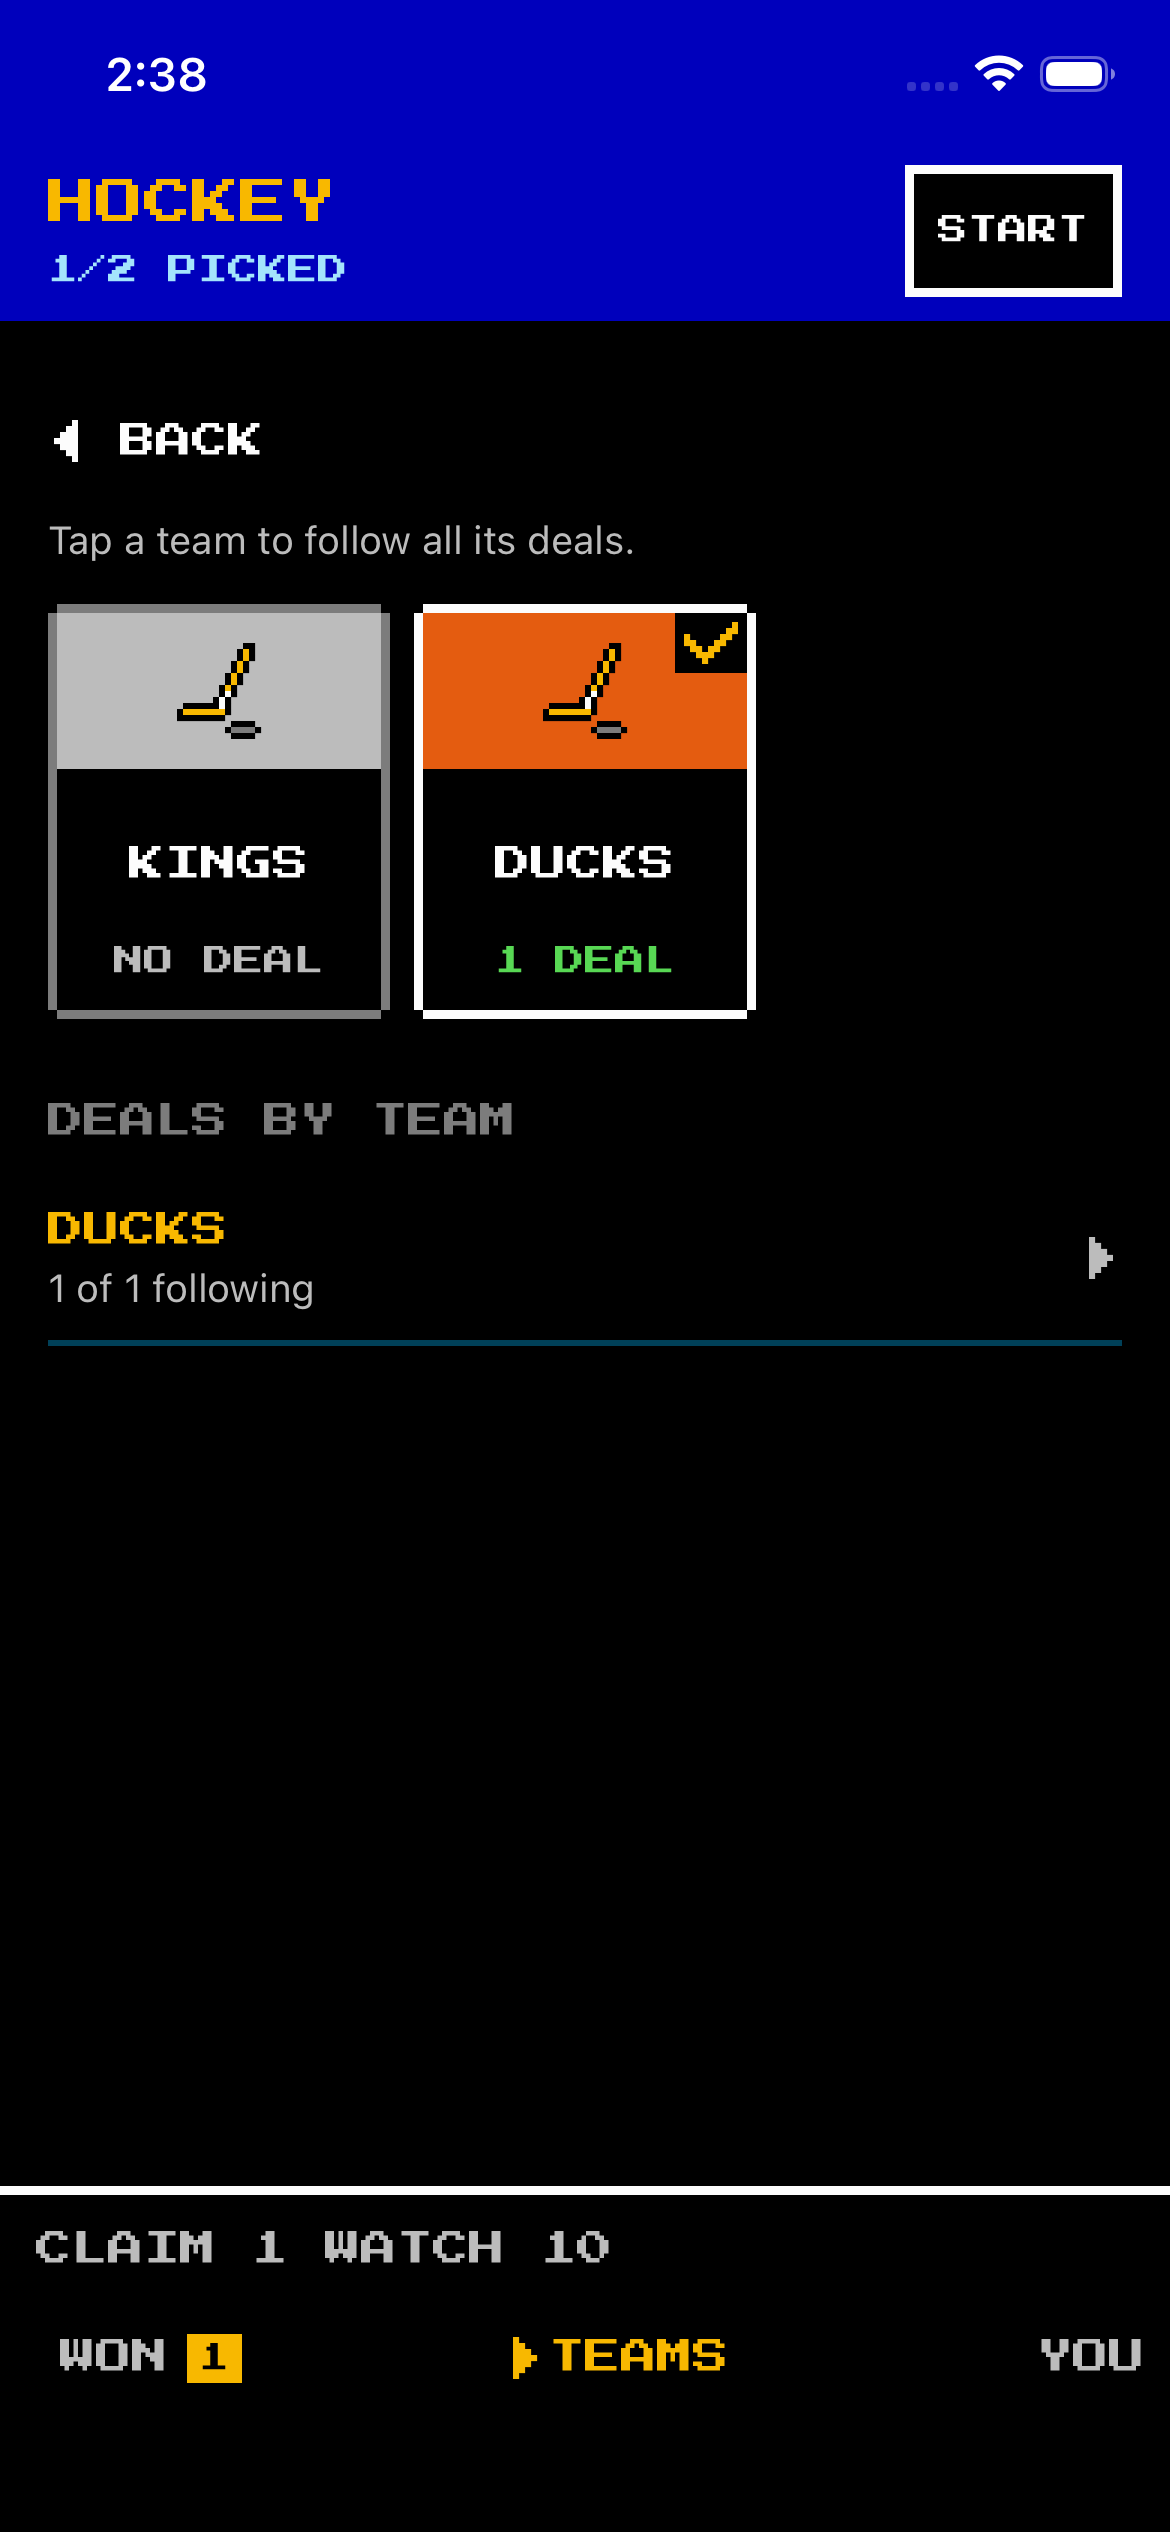 2:38
HOCKEY
1/2 PICKED
START
BACK
Tap a team to follow all its deals.
KINGS
NO DEAL
DUCKS
1 DEAL
DEALS BY TEAM
DUCKS
1 of 1 following
CLAIM 1 WATCH 10
WON 1
TEAMS
YOU